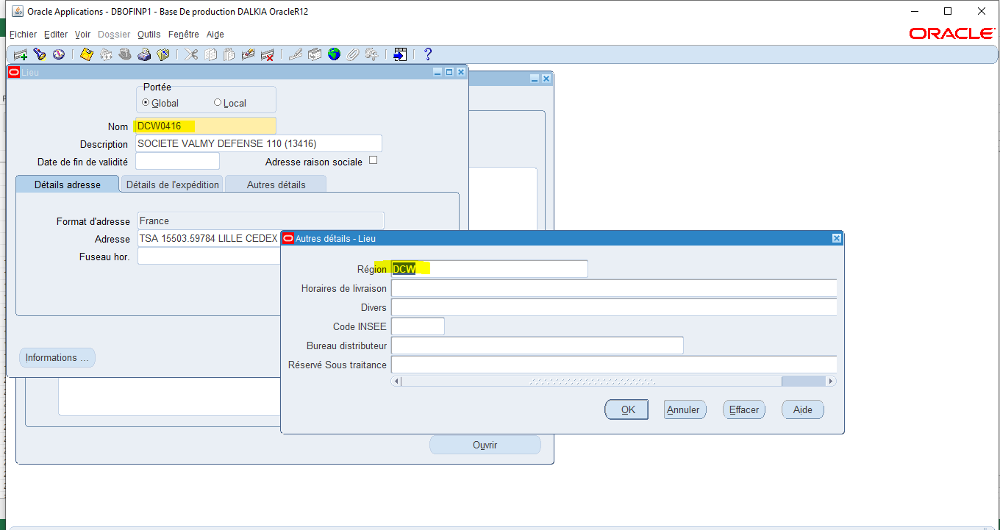 Oracle Applications - DBOFINP1 - Base De production DALKIA OracleR12
Fichier Editer Voir Dossier Outils Fenêtre Aide
ORACLE
Lieu
Portée
Global Local
Nom DCW0416
Description SOCIETE VALMY DEFENSE 110 (13416)
Date de fin de validité Adresse raison sociale
Détails adresse Détails de l'expédition Autres détails
Format d'adresse France
Adresse TSA 15503.59784 LILLE CEDEX
Fuseau hor.
Informations ...
Autres détails - Lieu
Région DCW
Horaires de livraison
Divers
Code INSEE
Bureau distributeur
Réservé Sous traitance
OK Annuler Effacer Aide
Ouvrir